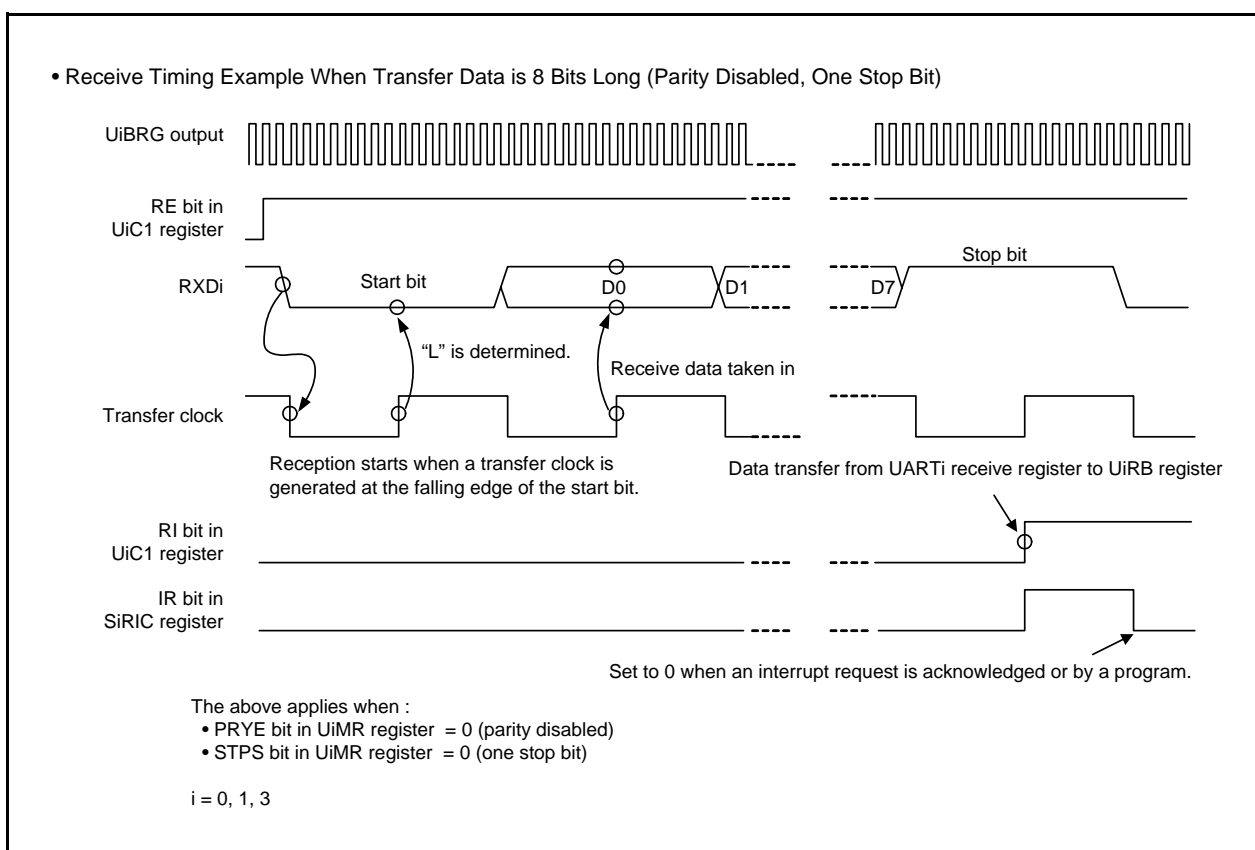 • Receive Timing Example When Transfer Data is 8 Bits Long (Parity Disabled, One Stop Bit)
UiBRG output
RE bit in
UiC1 register
RXDi
Start bit
D0
D1
D7
Stop bit
“L” is determined.
Receive data taken in
Transfer clock
Reception starts when a transfer clock is
generated at the falling edge of the start bit.
Data transfer from UARTi receive register to UiRB register
RI bit in
UiC1 register
IR bit in
SiRIC register
Set to 0 when an interrupt request is acknowledged or by a program.
The above applies when :
• PRYE bit in UiMR register = 0 (parity disabled)
• STPS bit in UiMR register = 0 (one stop bit)
i = 0, 1, 3